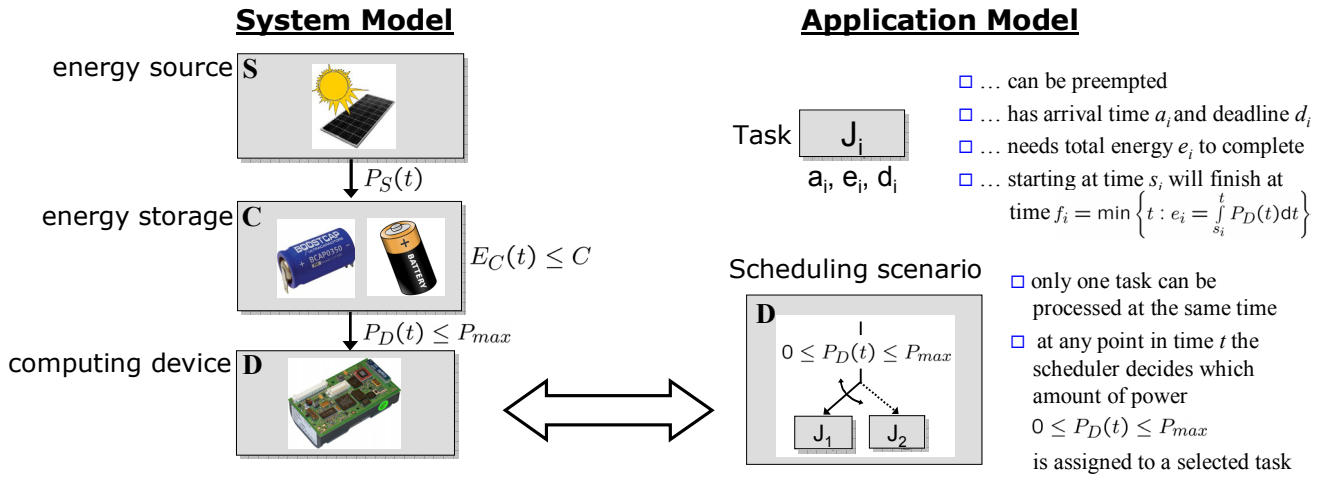 System Model
energy source
S
P_S(t)
energy storage
C
BOOSTCAP
BCAP0350
BATTERY
E_C(t) ≤ C
P_D(t) ≤ P_max
computing device
D
Application Model
Task
J_i
a_i, e_i, d_i
… can be preempted
… has arrival time a_i and deadline d_i
… needs total energy e_i to complete
… starting at time s_i will finish at
time f_i = min { t : e_i = ∫_{s_i}^{t} P_D(t)dt }
Scheduling scenario
D
0 ≤ P_D(t) ≤ P_max
J_1
J_2
only one task can be
processed at the same time
at any point in time t the
scheduler decides which
amount of power
0 ≤ P_D(t) ≤ P_max
is assigned to a selected task